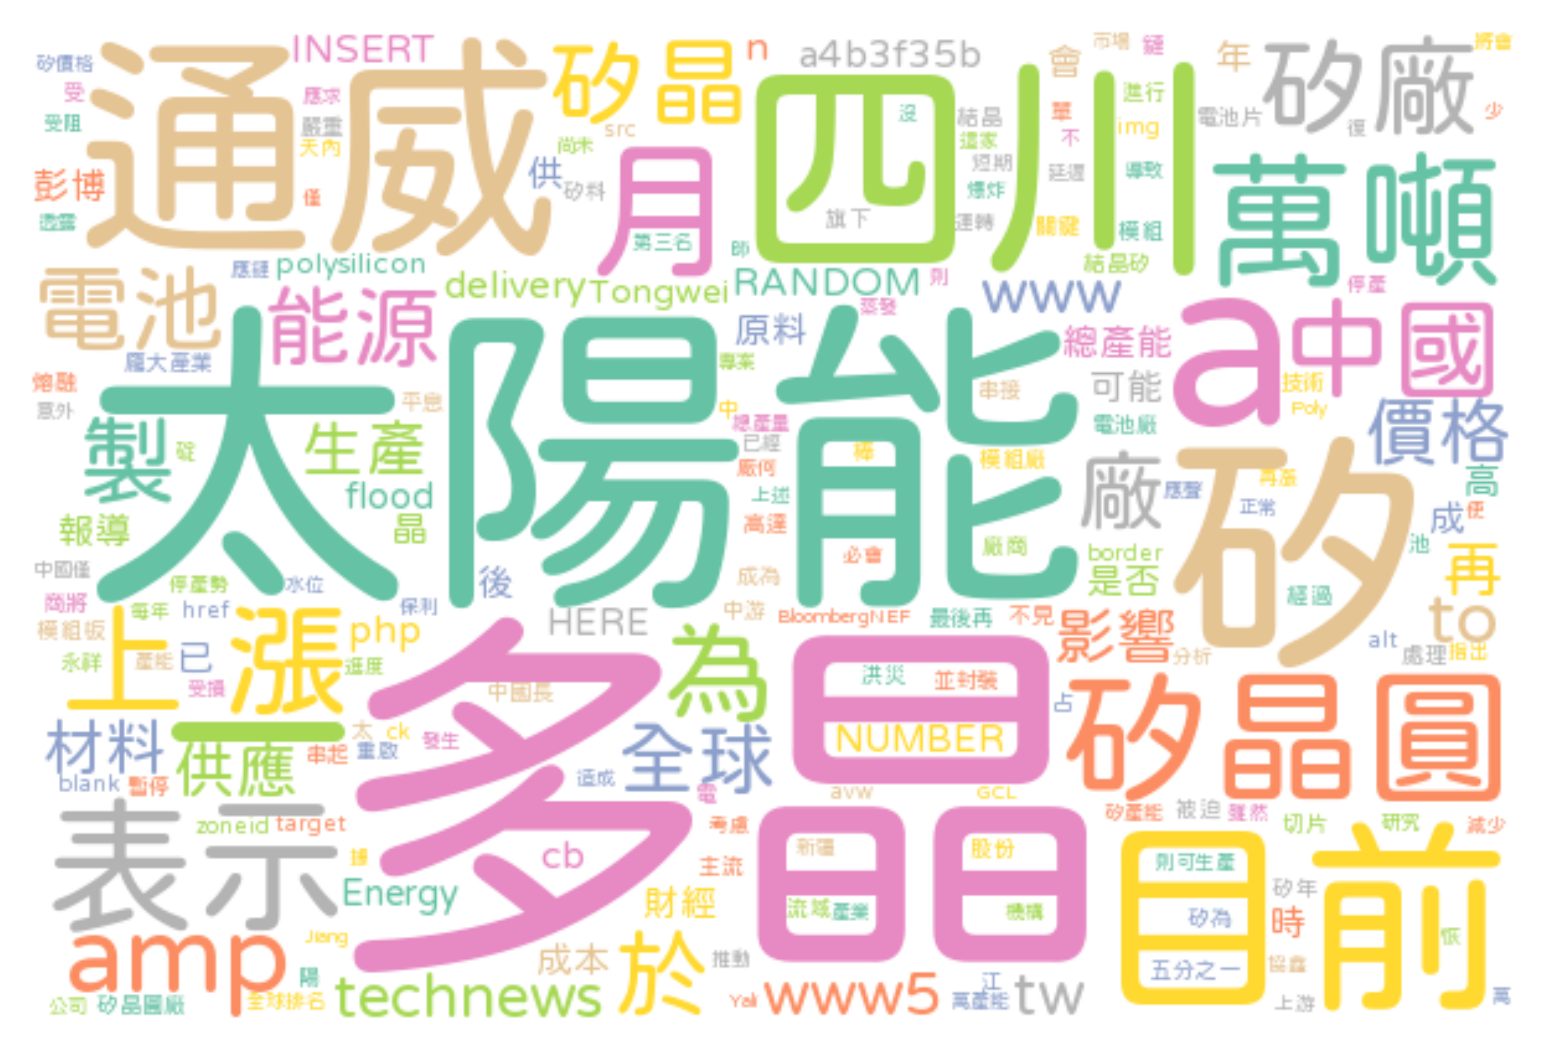 矽價格
受
受阻
彭博
透露
通威
INSERT
應求
嚴重
天內
僅
矽晶
n
src
尚未
供
矽料
月
第三名
師
a4b3f35b
四川
沒
旗下
結晶
這家
短期
爆炸
運轉
會
市場
鏈
單
不
延遲
關鍵
進行
img
導致
模組
結晶矽
年
電池片
矽廠
復
將會
少
萬噸
停產
電池
龐大產業
應鏈
polysilicon
能源
delivery
Tongwei
RANDOM
則
蒸發
原料
專案
www
總產能
a
中國
技術
Poly
可能
電池廠
價格
熔融
意外
製
碇
太陽能
平息
生產
flood
報導
晶
中
總產量
已經
廠何
上述
高達
串接
棒
模組廠
必會
廠商
廠
應聲
矽
再漲
正常
高
成
便
池
再
border
是否
經過
to
中國僅
商將
模組板
永祥
停產勢
每年
href
水位
保利
後
HERE
成為
中游
BloombergNEF
最後再
不見
影響
分析
alt
處理
指出
上漲
產能
已
受損
php
進度
為
多晶
洪災
並封裝
NUMBER
占
矽晶圓
材料
blank
暫停
一
供應
串起
太
ck
重啟
發生
中國長
造成
全球
電
avw
GCL
矽產能
被迫
雖然
切片
研究
減少
表示
zoneid
target
據
cb
Energy
考慮
主流
財經
新疆
流域
產業
股份
機構
目前
則可生產
矽為
五分之一
矽年
時
協鑫
恢
amp
Jiang
陽
公司
矽晶圓廠
全球排名
technews
成本
於
推動
Yali
www5
江
萬產能
tw
上游
萬